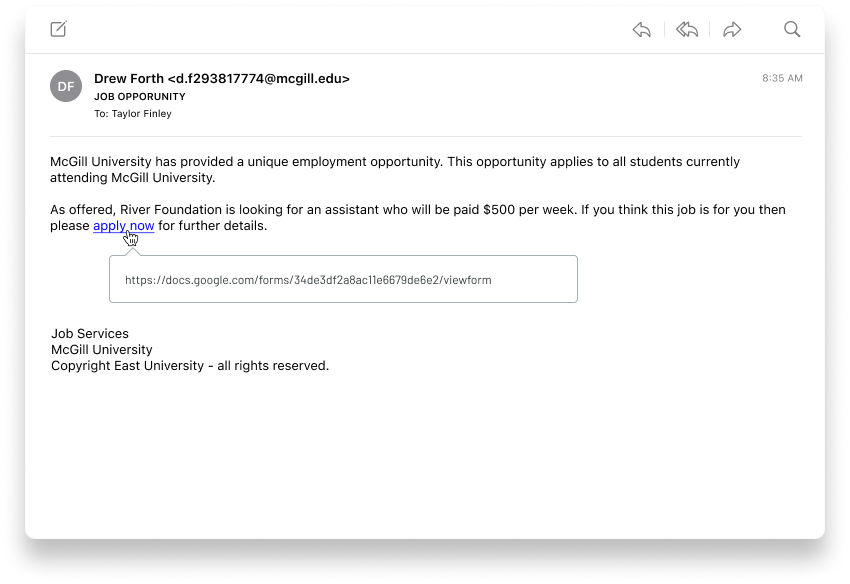 DF
Drew Forth <d.f293817774@mcgill.edu>
8:35 AM
JOB OPPORUNITY
To: Taylor Finley
McGill University has provided a unique employment opportunity. This opportunity applies to all students currently
attending McGill University.
As offered, River Foundation is looking for an assistant who will be paid $500 per week. If you think this job is for you then
please apply now for further details.
https://docs.google.com/forms/34de3df2a8ac11e6679de6e2/viewform
Job Services
McGill University
Copyright East University - all rights reserved.